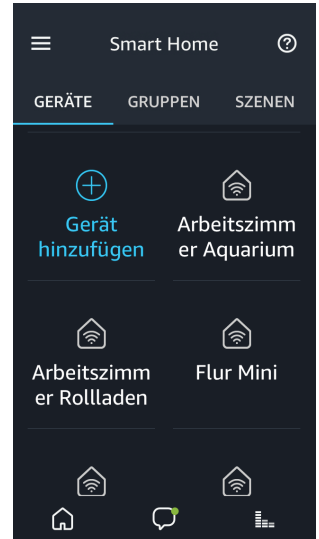 Smart Home
GERÄTE GRUPPEN SZENEN
Gerät
hinzufügen
Arbeitszimm
er Aquarium
Arbeitszimm
er Rollladen
Flur Mini